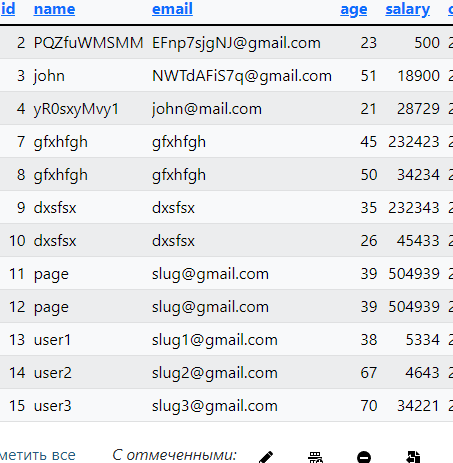 id name email age salary
2 PQZfuWMSMM EFnp7sjgNJ@gmail.com 23 500
3 john NWTdAFiS7q@gmail.com 51 18900
4 yR0sxyMvy1 john@mail.com 21 28729
7 gfxhfgh gfxhfgh 45 232423
8 gfxhfgh gfxhfgh 50 34234
9 dxsfsx dxsfsx 35 232343
10 dxsfsx dxsfsx 26 45433
11 page slug@gmail.com 39 504939
12 page slug@gmail.com 39 504939
13 user1 slug1@gmail.com 38 5334
14 user2 slug2@gmail.com 67 4643
15 user3 slug3@gmail.com 70 34221
метить все С отмеченными: